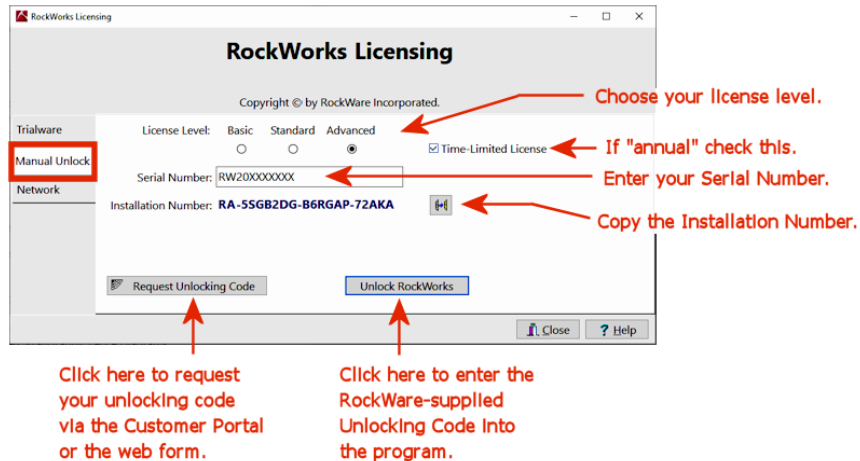 RockWorks Licensing
RockWorks Licensing
Copyright © by RockWare Incorporated.
Choose your license level.
Trialware
License Level: Basic Standard Advanced
Time-Limited License
If "annual" check this.
Manual Unlock
Serial Number: RW20XXXXXXX
Enter your Serial Number.
Network
Installation Number: RA-5SGB2DG-B6RGAP-72AKA
Copy the Installation Number.
Request Unlocking Code
Unlock RockWorks
Close
? Help
Click here to request
your unlocking code
via the Customer Portal
or the web form.
Click here to enter the
RockWare-supplied
Unlocking Code into
the program.